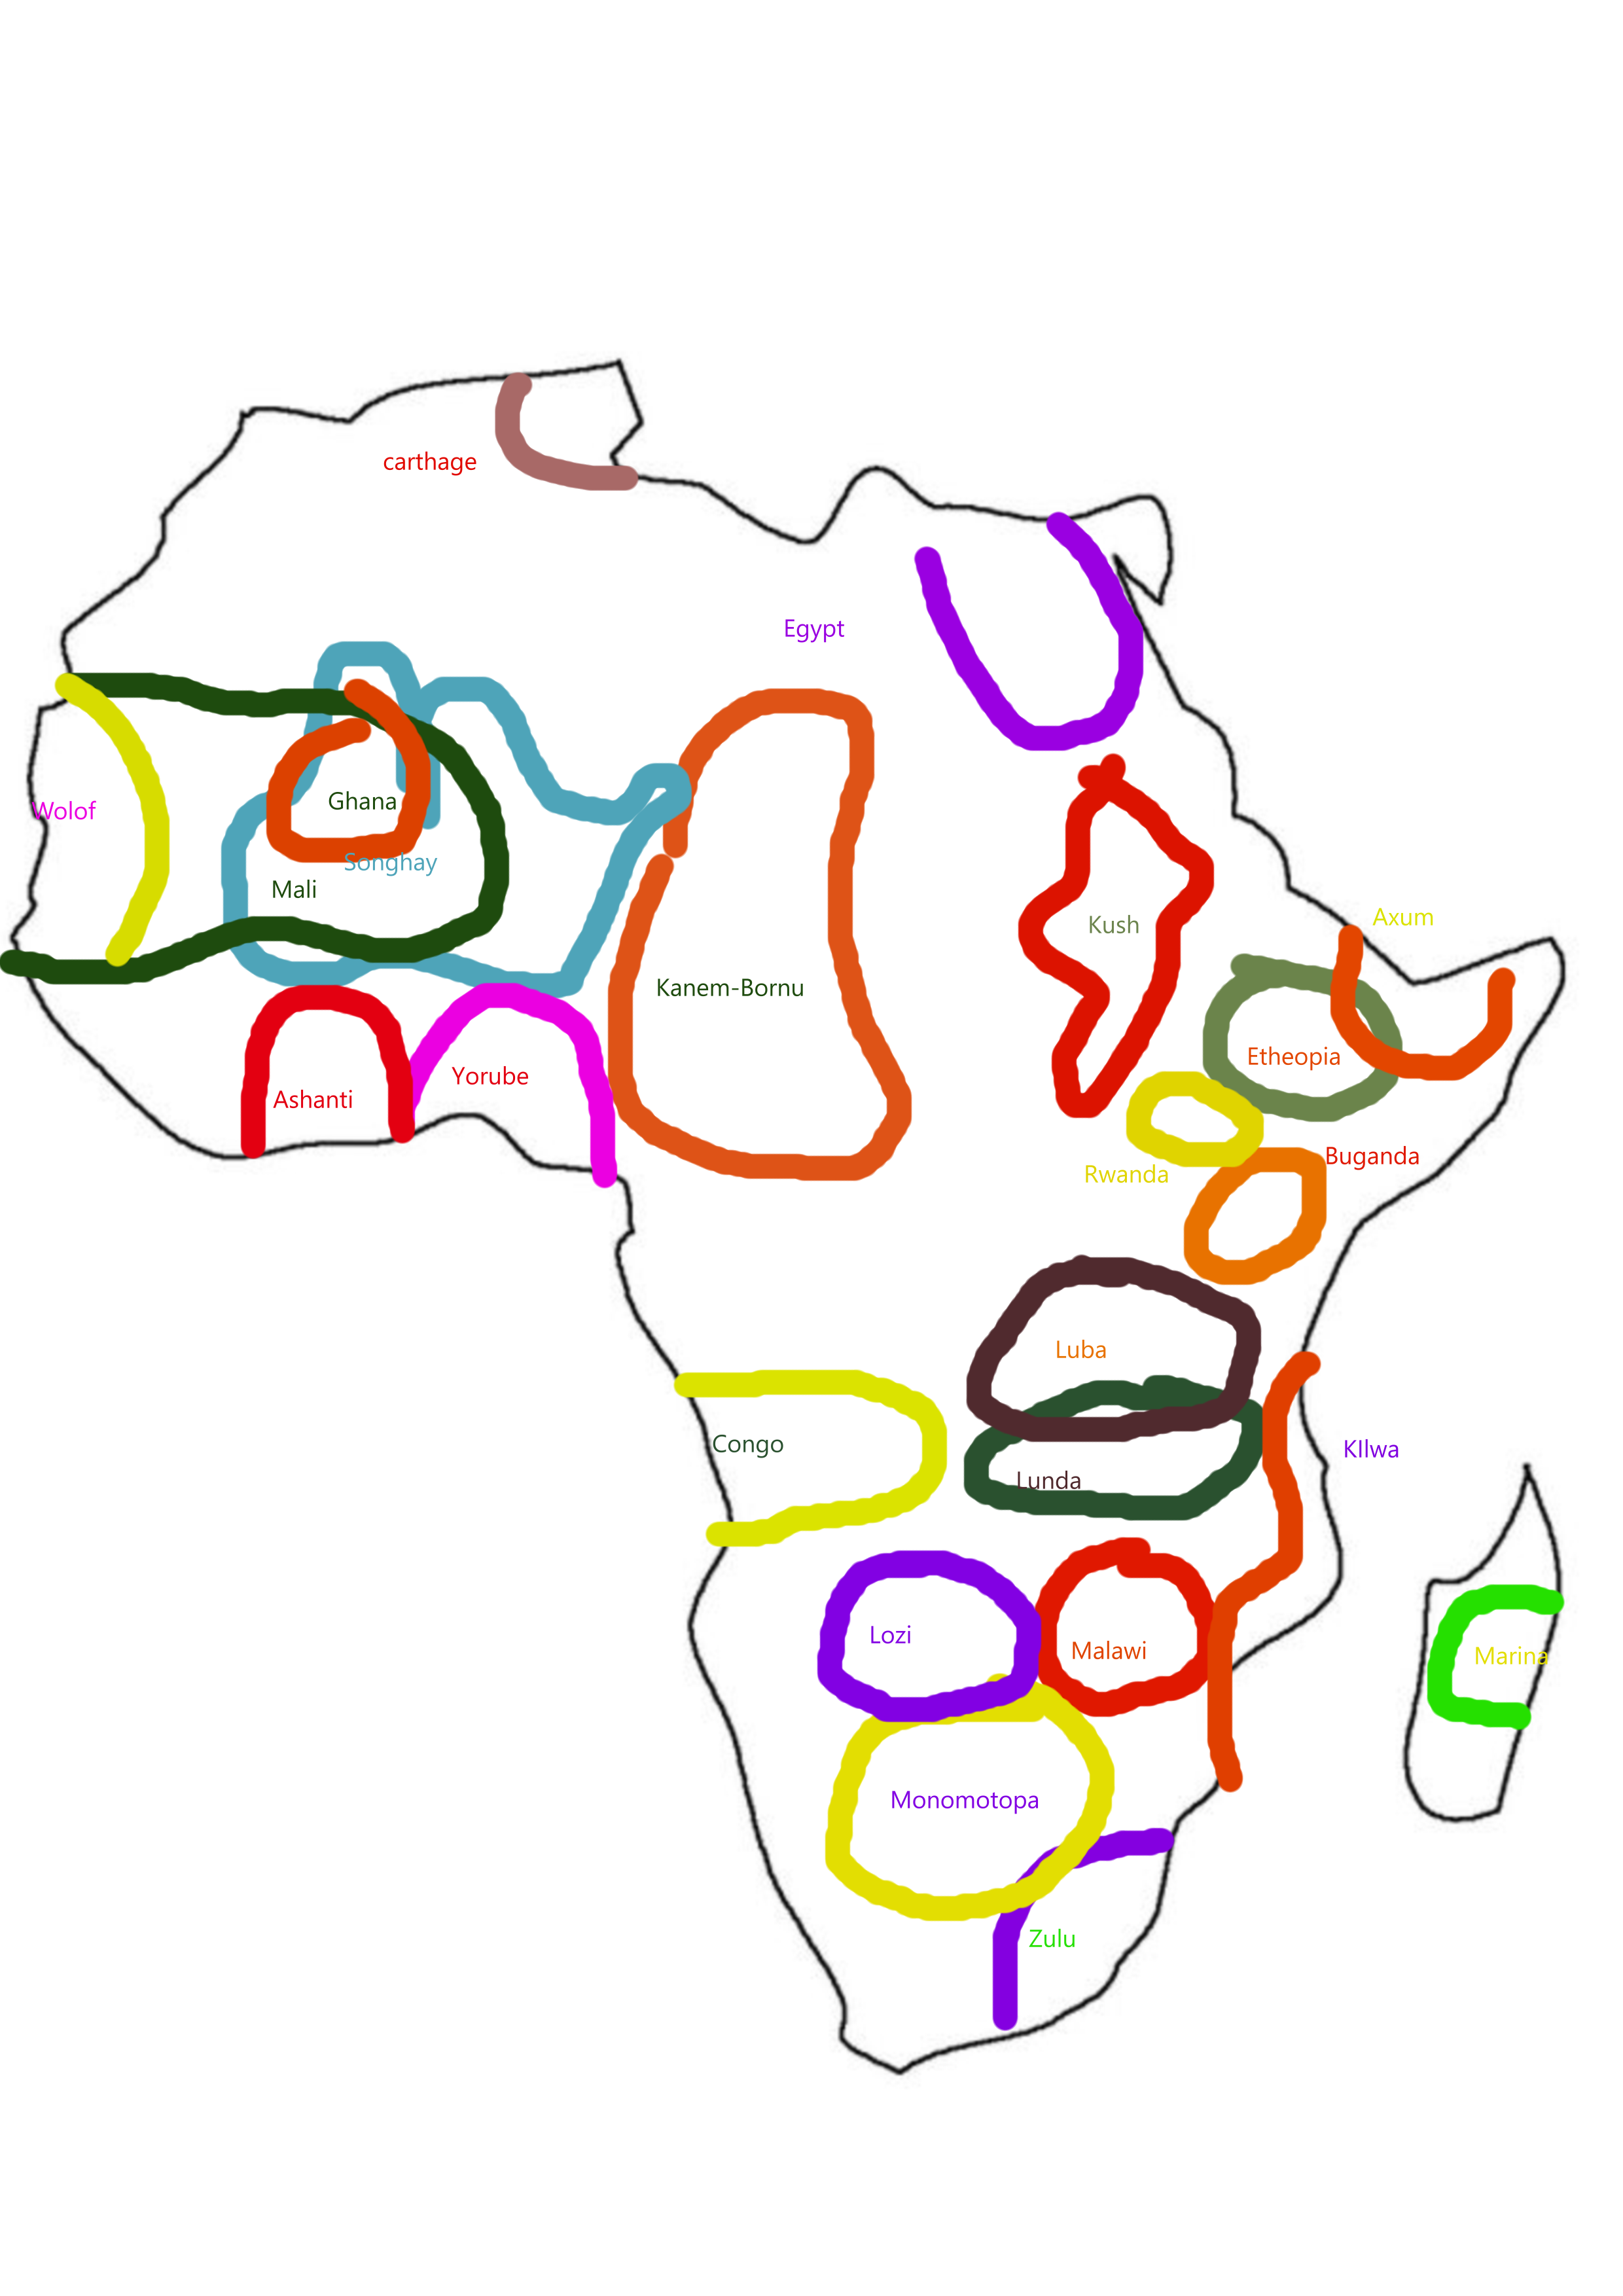 carthage
Egypt
Wolof
Ghana
Songhay
Mali
Kush
Axum
Kanem-Bornu
Etheopia
Yorube
Ashanti
Buganda
Rwanda
Luba
Congo
KIlwa
Lunda
Lozi
Malawi
Marina
Monomotopa
Zulu